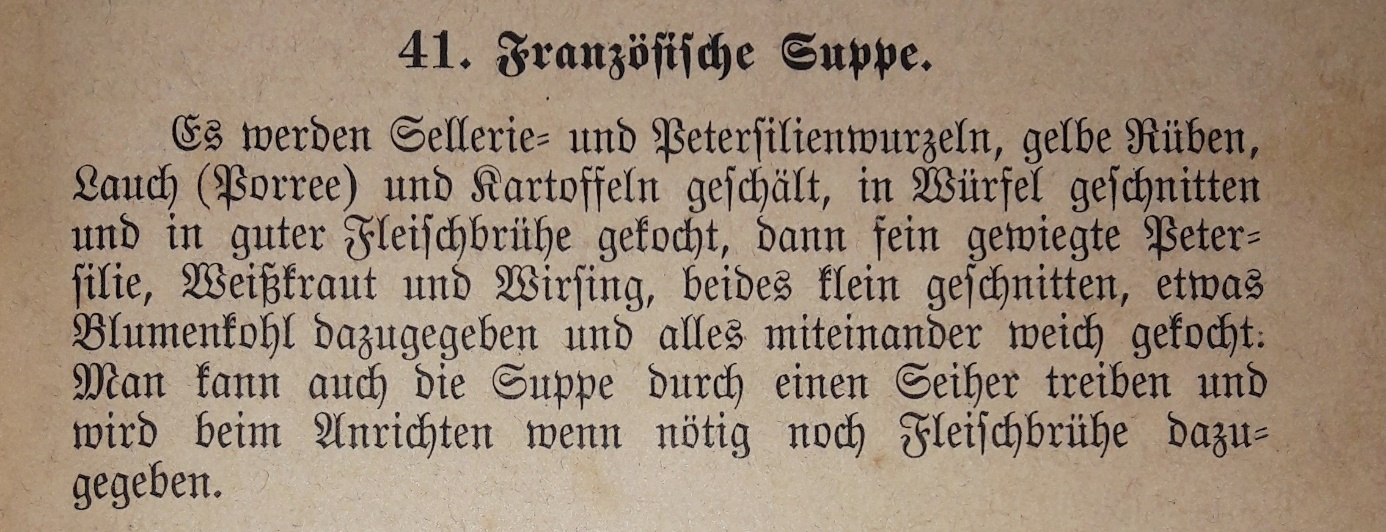 41. Französische Suppe.
Es werden Sellerie- und Petersilienwurzeln, gelbe Rüben,
Lauch (Porree) und Kartoffeln geschält, in Würfel geschnitten
und in guter Fleischbrühe gekocht, dann fein gewiegte Peter-
silie, Weißkraut und Wirsing, beides klein geschnitten, etwas
Blumenkohl dazugegeben und alles miteinander weich gekocht:
Man kann auch die Suppe durch einen Seiher treiben und
wird beim Anrichten wenn nötig noch Fleischbrühe dazu-
gegeben.